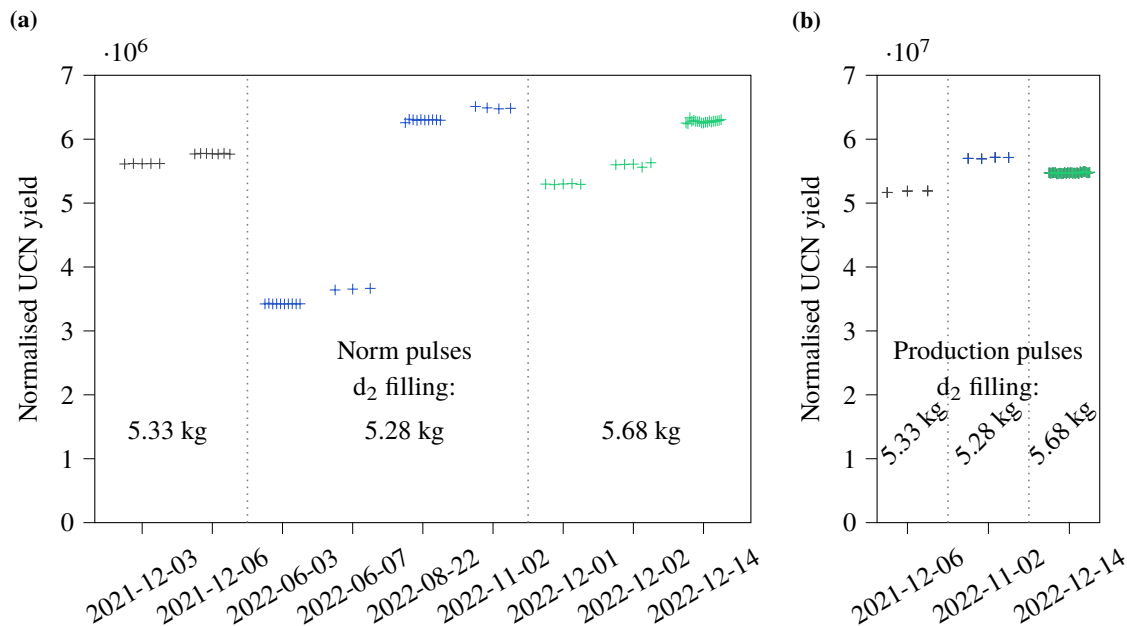 (a)
·10⁶
Normalised UCN yield
7
6
5
4
3
2
1
0
Norm pulses
d₂ filling:
5.33 kg
5.28 kg
5.68 kg
2021-12-03
2021-12-06
2022-06-03
2022-06-07
2022-08-22
2022-11-02
2022-12-01
2022-12-02
2022-12-14
(b)
·10⁷
Normalised UCN yield
7
6
5
4
3
2
1
0
Production pulses
d₂ filling:
5.33 kg
5.28 kg
5.68 kg
2021-12-06
2022-11-02
2022-12-14